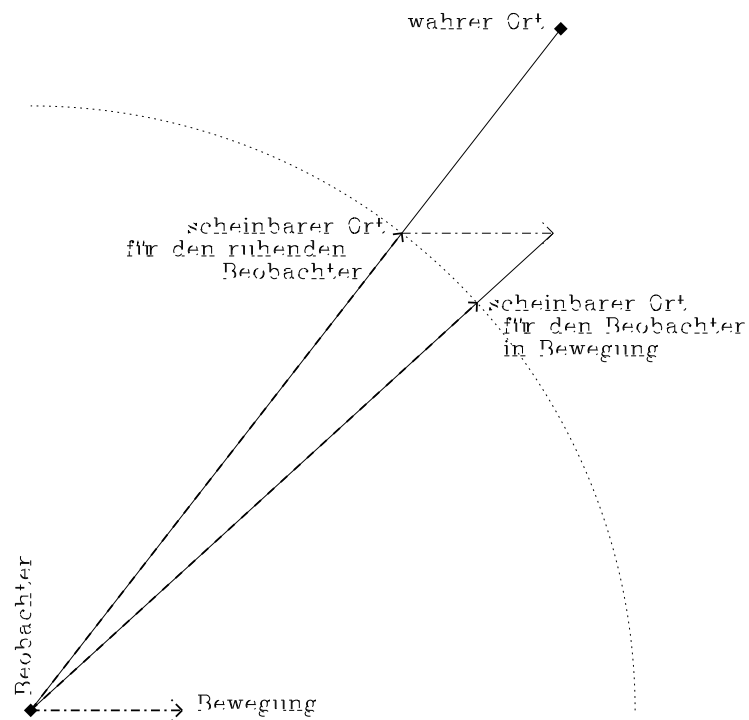 wahrer Ort
scheinbarer Ort
für den ruhenden
Beobachter
scheinbarer Ort
für den Beobachter
in Bewegung
Beobachter
Bewegung